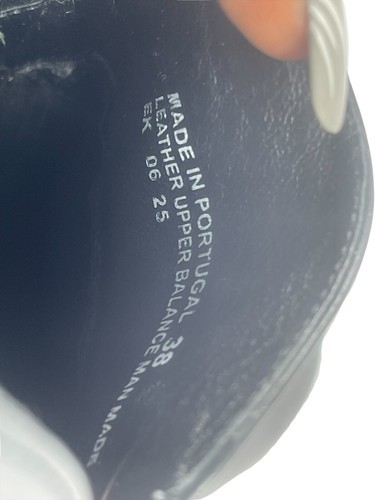 MADE IN PORTUGAL 38
LEATHER UPPER BALANCE MAN MADE
EK 06 25